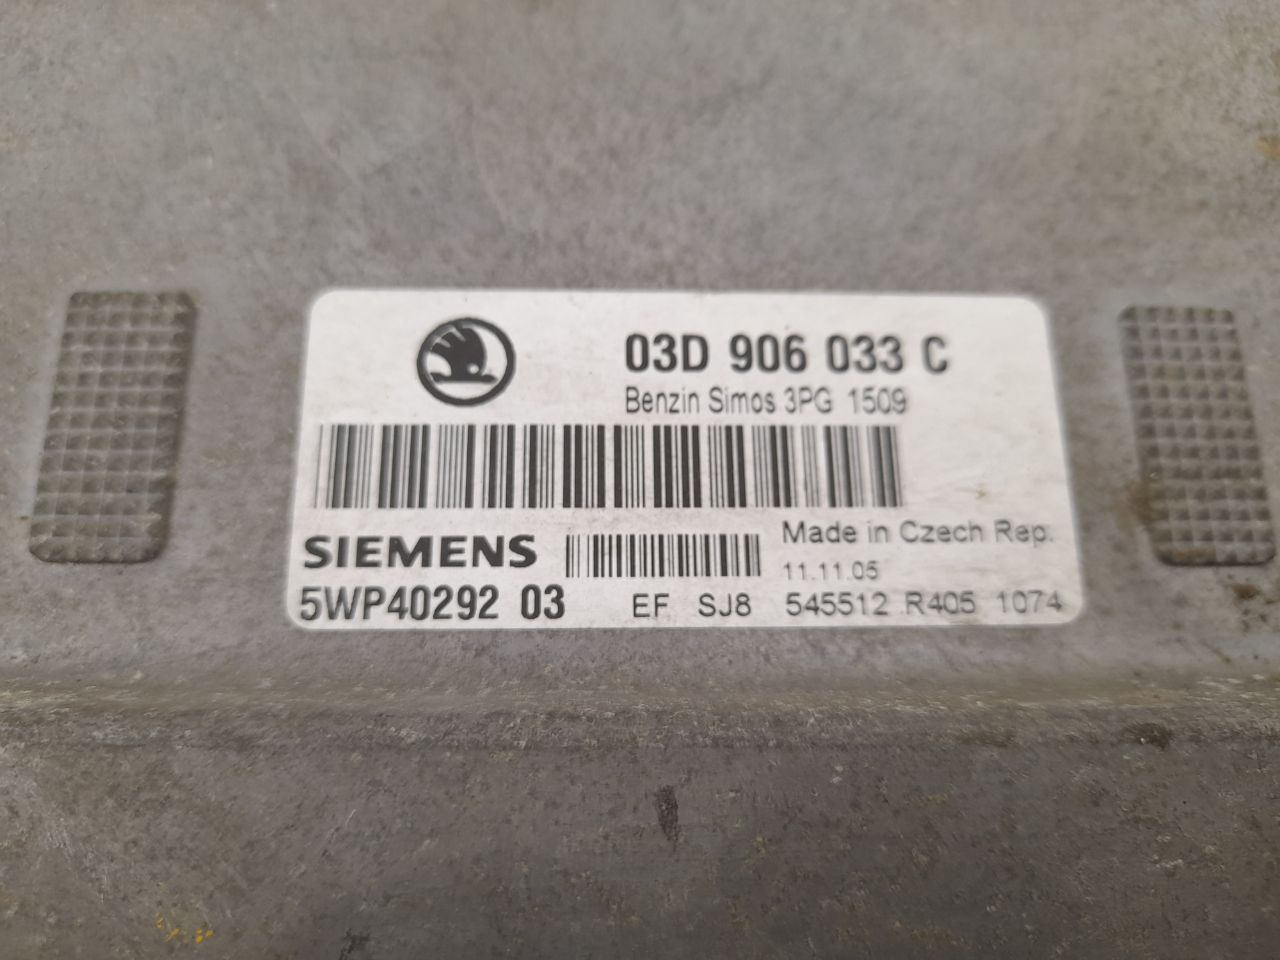 03D 906 033 C
Benzin Simos 3PG 1509
Made in Czech Rep.
SIEMENS
11.11.05
5WP40292 03 EF SJ8 545512 R405 1074